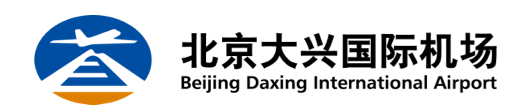 北京大兴国际机场
Beijing Daxing International Airport